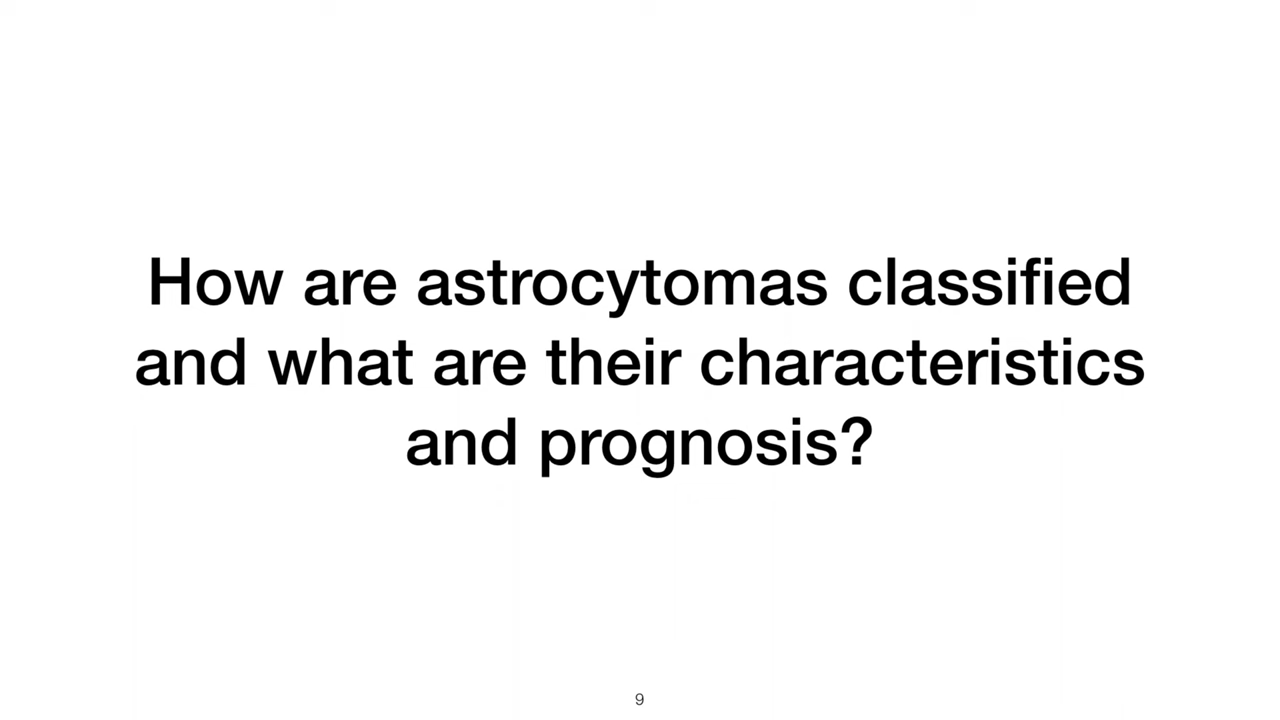 How are astrocytomas classified
and what are their characteristics
and prognosis?
9